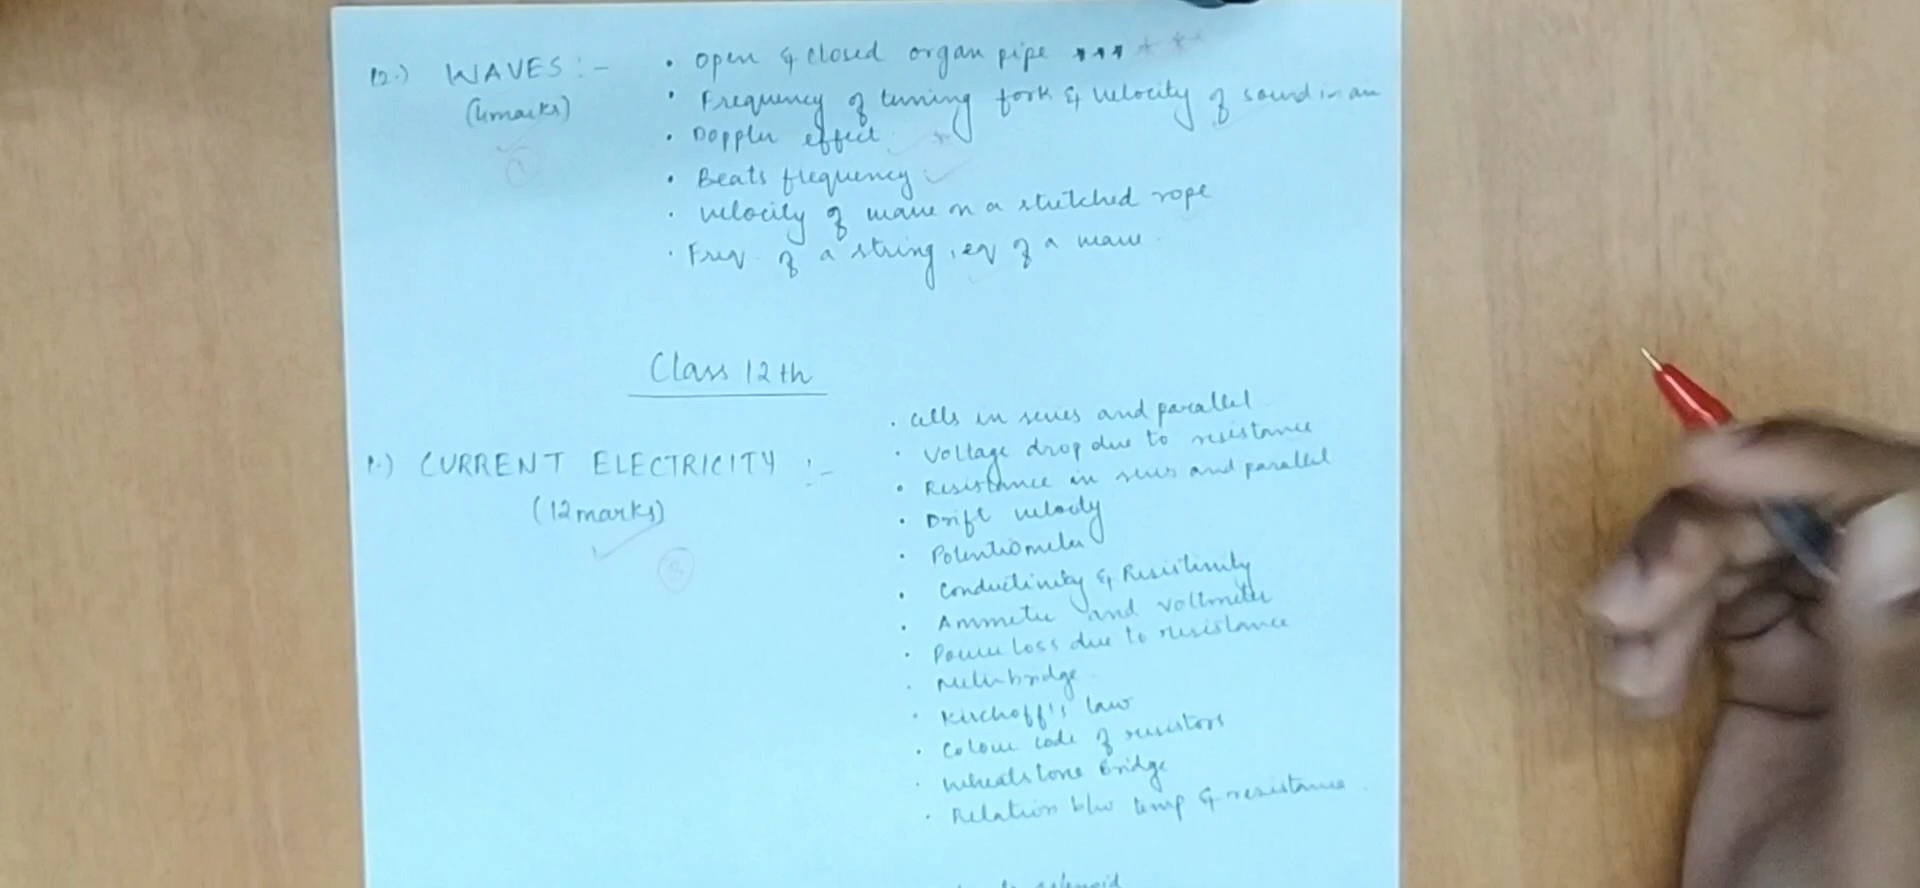 12.) WAVES :- • Open & closed organ pipe ***
(4marks)
• Frequency of tuning fork & velocity of sound in air
• Doppler effect
• Beats frequency
• velocity of wave on a stretched rope
• Freq. of a string, eq of a wave
Class 12th
1.) CURRENT ELECTRICITY :-
(12marks)
• cells in series and parallel
• Voltage drop due to resistance
• Resistance in series and parallel
• Drift velocity
• Potentiometer
• Conductivity & Resistivity
• Ammeter and voltmeter
• Power loss due to resistance
• Meter bridge
• Kirchoff's law
• Colour code of resistors
• Wheatstone Bridge
• Relation b/w temp & resistance
solenoid